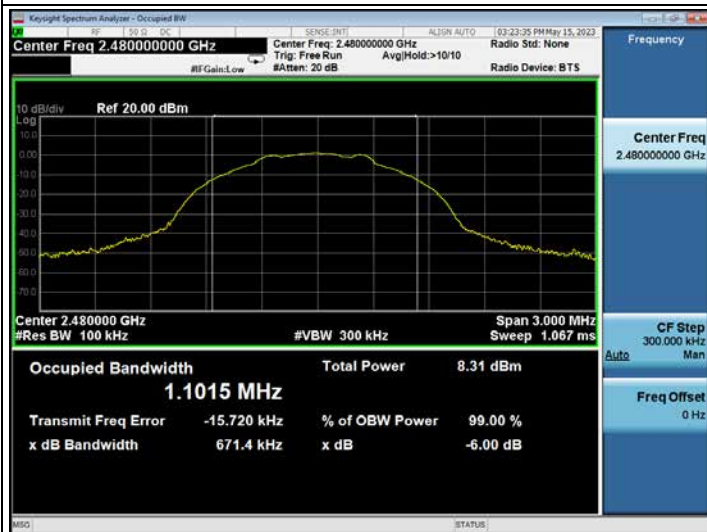 Keysight Spectrum Analyzer - Occupied BW
RF 50 Ω DC SENSE:INT ALIGN AUTO 03:23:35 PM May 15, 2023
Center Freq 2.480000000 GHz
Center Freq: 2.480000000 GHz
Radio Std: None
Trig: Free Run Avg|Hold:>10/10
#IFGain:Low
#Atten: 20 dB
Radio Device: BTS
Frequency
10 dB/div Ref 20.00 dBm
Log
10.0
0.00
-10.0
-20.0
-30.0
-40.0
-50.0
-60.0
-70.0
Center 2.480000 GHz Span 3.000 MHz
#Res BW 100 kHz #VBW 300 kHz Sweep 1.067 ms
Occupied Bandwidth Total Power 8.31 dBm
1.1015 MHz
Transmit Freq Error -15.720 kHz % of OBW Power 99.00 %
x dB Bandwidth 671.4 kHz x dB -6.00 dB
Center Freq
2.480000000 GHz
CF Step
300.000 kHz
Auto Man
Freq Offset
0 Hz
MSG STATUS